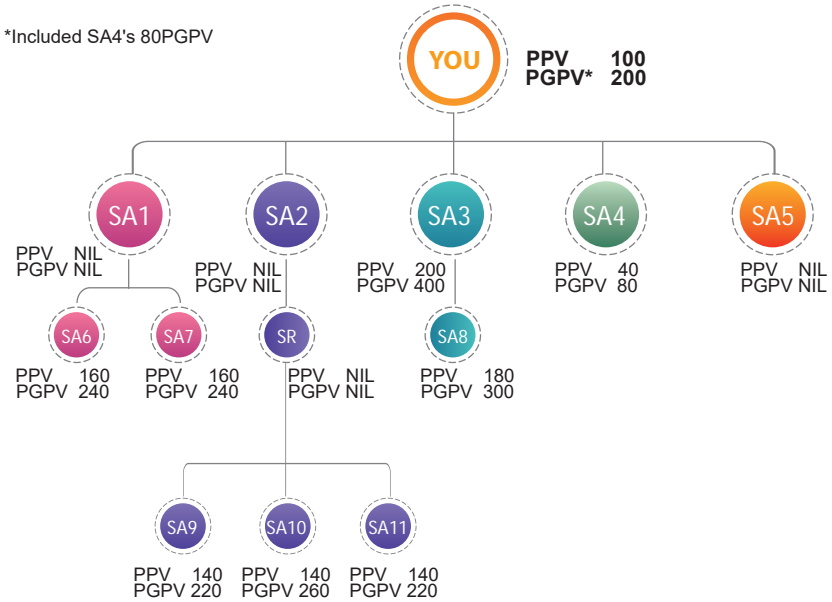 *Included SA4's 80PGPV
YOU
PPV 100
PGPV* 200
SA1
SA2
SA3
SA4
SA5
PPV NIL
PGPV NIL
PPV NIL
PGPV NIL
PPV 200
PGPV 400
PPV 40
PGPV 80
PPV NIL
PGPV NIL
SA6
SA7
SR
SA8
PPV 160
PGPV 240
PPV 160
PGPV 240
PPV NIL
PGPV NIL
PPV 180
PGPV 300
SA9
SA10
SA11
PPV 140
PGPV 220
PPV 140
PGPV 260
PPV 140
PGPV 220